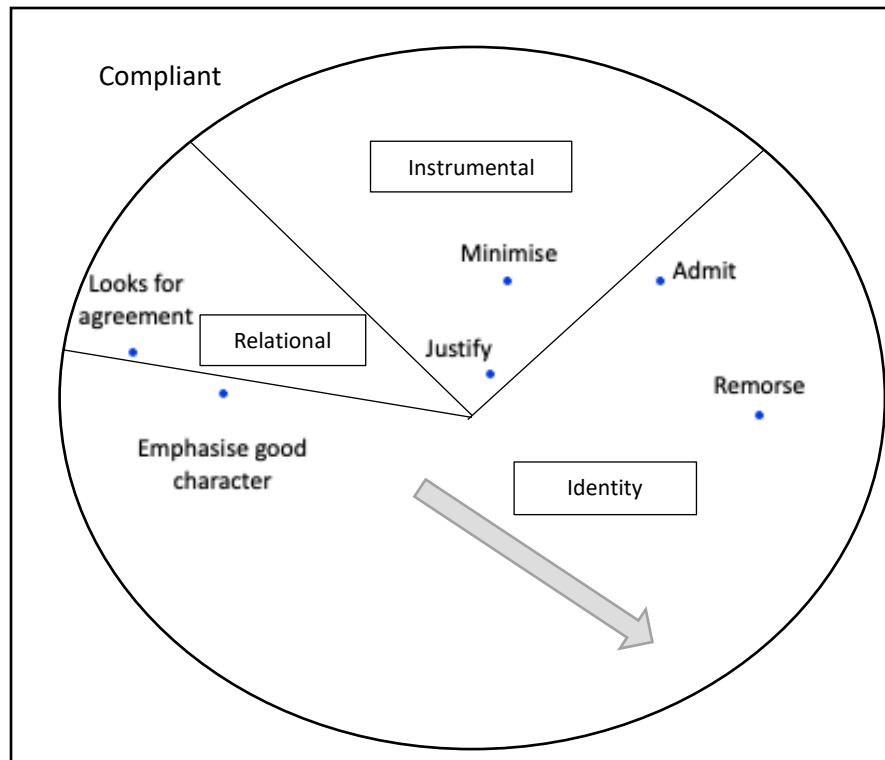 Compliant
Instrumental
Minimise
Admit
Looks for
agreement
Relational
Justify
Remorse
Emphasise good
character
Identity